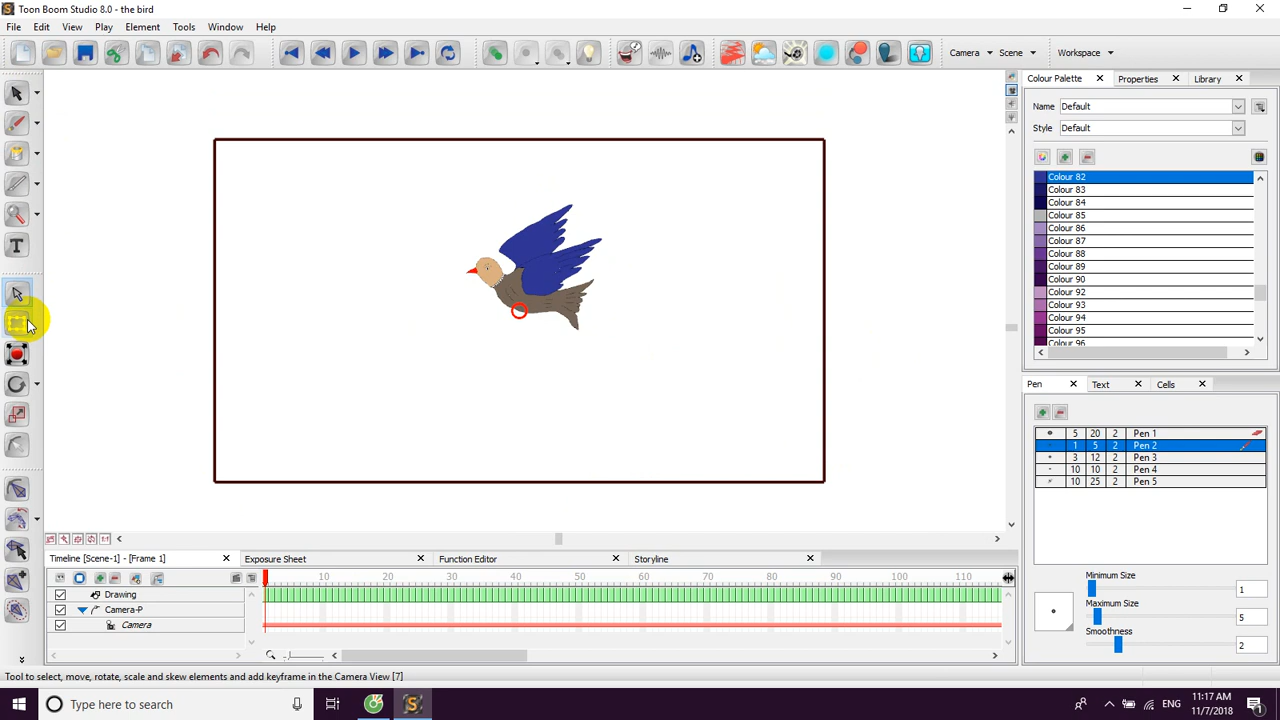 Toon Boom Studio 8.0 - the bird
File Edit View Play Element Tools Window Help
Camera Scene Workspace
Colour Palette Properties Library
Name Default
Style Default
Colour 82
Colour 83
Colour 84
Colour 85
Colour 86
Colour 87
Colour 88
Colour 89
Colour 90
Colour 92
Colour 93
Colour 94
Colour 95
Colour 96
Pen Text Cells
5 20 2 Pen 1
1 5 2 Pen 2
3 12 2 Pen 3
10 10 2 Pen 4
10 25 2 Pen 5
Minimum Size
1
Maximum Size
5
Smoothness
2
Timeline [Scene-1] - [Frame 1] Exposure Sheet Function Editor Storyline
10 20 30 40 50 60 70 80 90 100 110
Drawing
Camera-P
Camera
Tool to select, move, rotate, scale and skew elements and add keyframe in the Camera View [7]
Type here to search
ENG
11:17 AM
11/7/2018